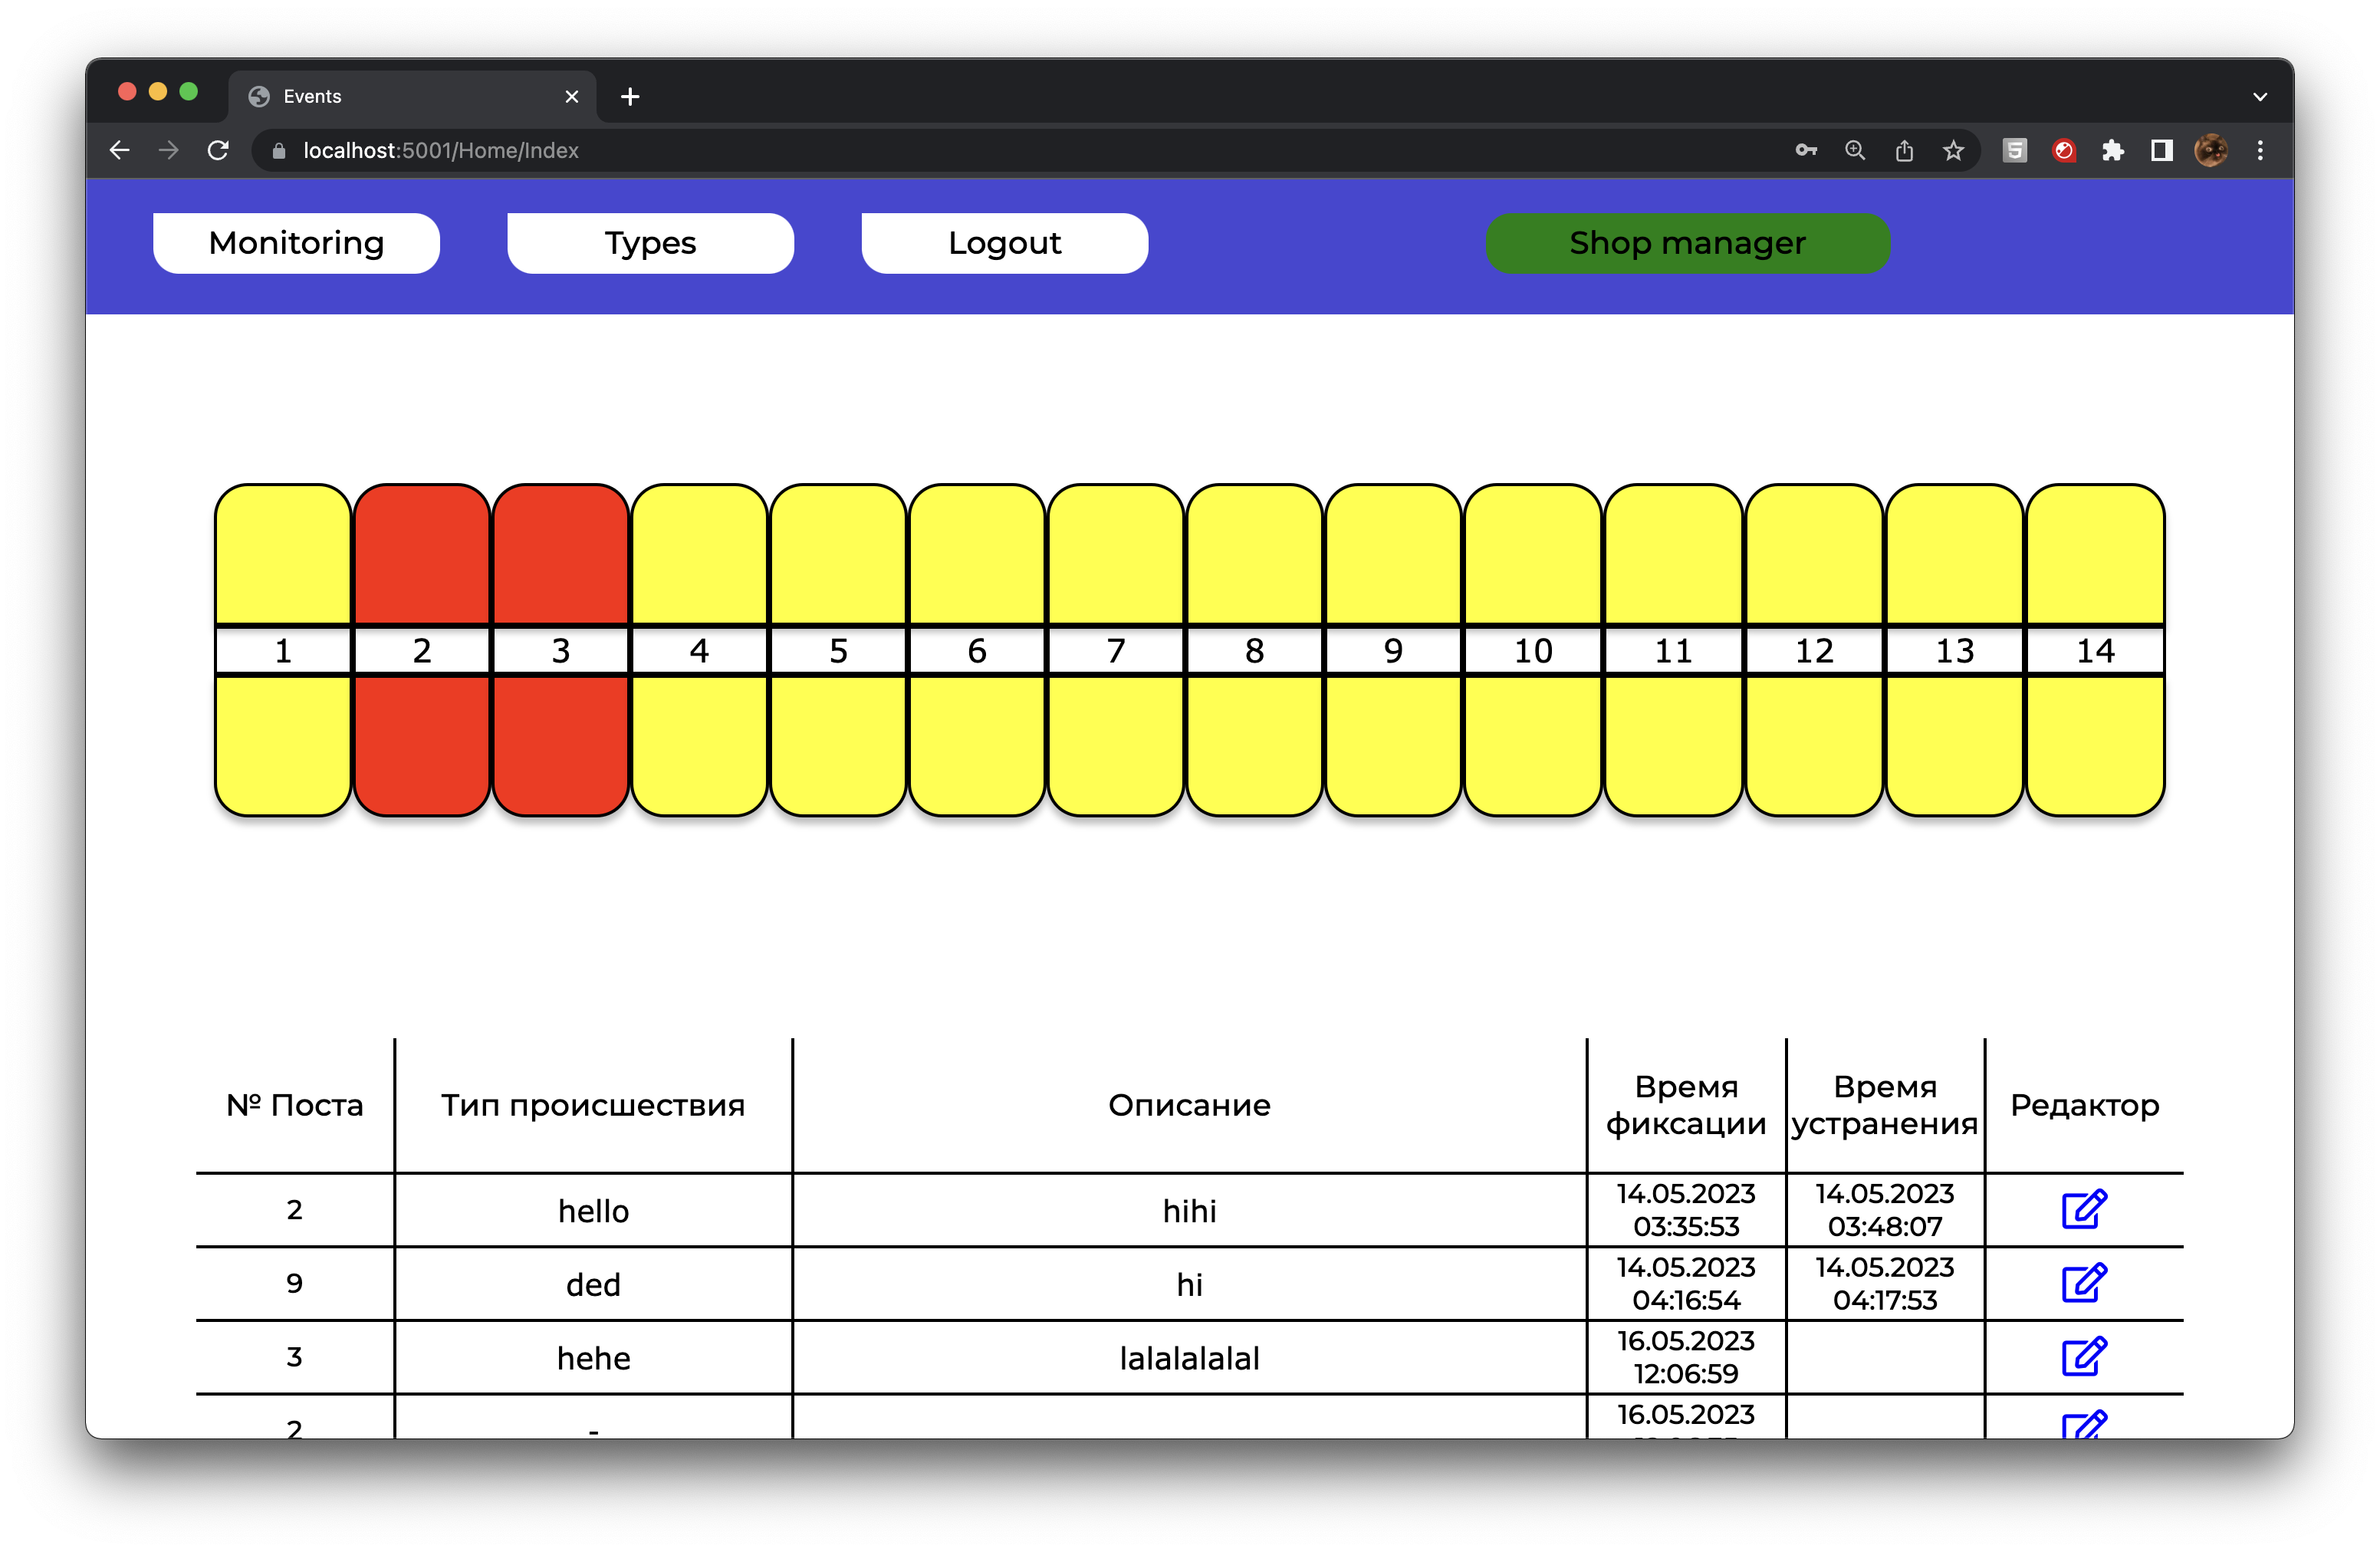 Events
localhost:5001/Home/Index
Monitoring Types Logout Shop manager
1 2 3 4 5 6 7 8 9 10 11 12 13 14
№ Поста Тип происшествия Описание Время фиксации Время устранения Редактор
2 hello hihi 14.05.2023 03:35:53 14.05.2023 03:48:07
9 ded hi 14.05.2023 04:16:54 14.05.2023 04:17:53
3 hehe lalalalalal 16.05.2023 12:06:59
2 - 16.05.2023